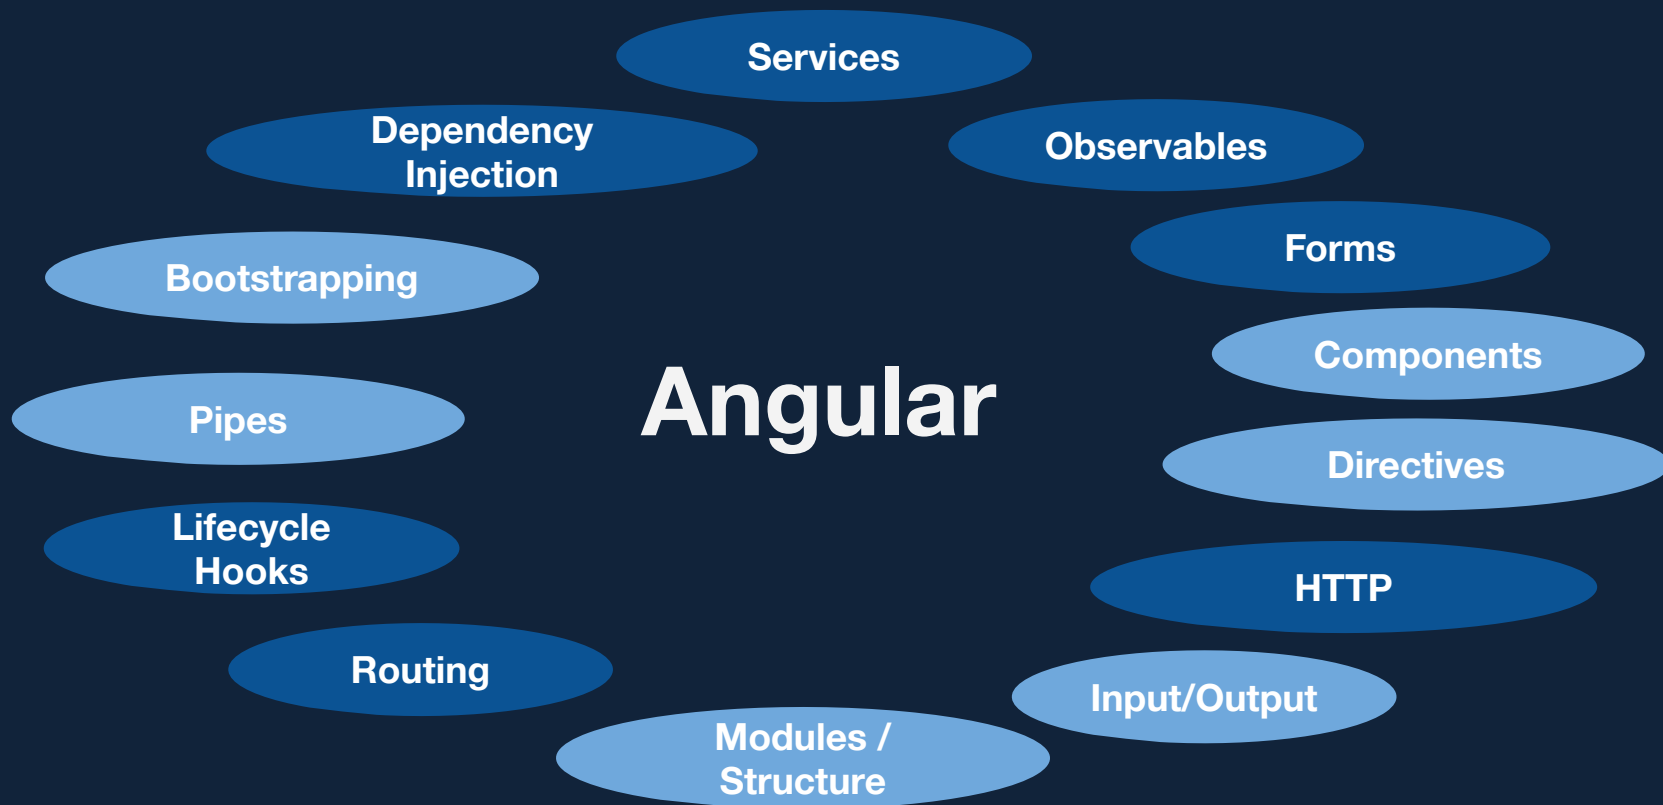 Services
Dependency
Injection
Observables
Forms
Bootstrapping
Components
Angular
Pipes
Directives
Lifecycle
Hooks
HTTP
Routing
Input/Output
Modules /
Structure